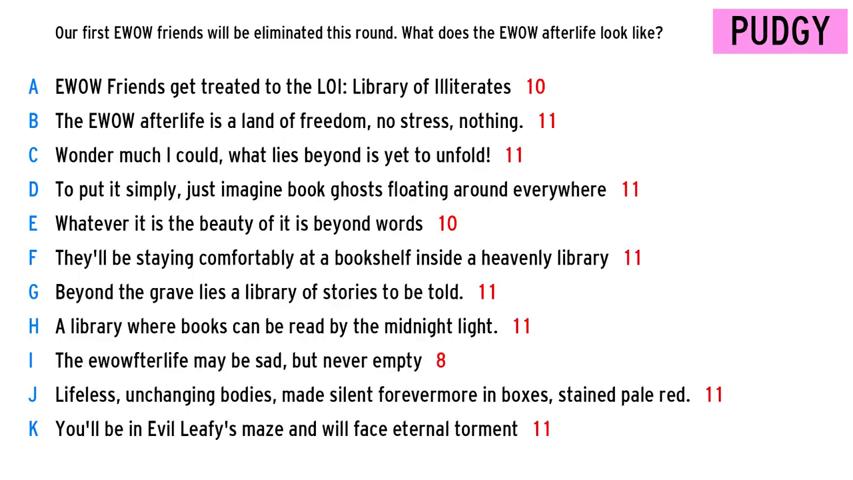 Our first EWOW friends will be eliminated this round. What does the EWOW afterlife look like?
PUDGY
A EWOW Friends get treated to the LOI: Library of Illiterates 10
B The EWOW afterlife is a land of freedom, no stress, nothing. 11
C Wonder much I could, what lies beyond is yet to unfold! 11
D To put it simply, just imagine book ghosts floating around everywhere 11
E Whatever it is the beauty of it is beyond words 10
F They'll be staying comfortably at a bookshelf inside a heavenly library 11
G Beyond the grave lies a library of stories to be told. 11
H A library where books can be read by the midnight light. 11
I The ewowfterlife may be sad, but never empty 8
J Lifeless, unchanging bodies, made silent forevermore in boxes, stained pale red. 11
K You'll be in Evil Leafy's maze and will face eternal torment 11